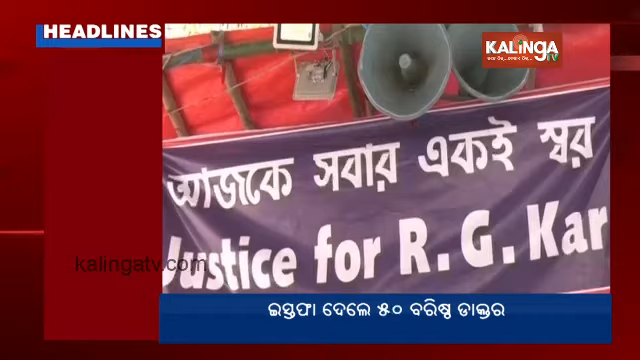 HEADLINES
KALINGA TV
আজকে সবার একই স্বর
Justice for R.G. Kar
kalingatv.com
ଇସ୍ତଫା ଦେଲେ ୫୦ ବରିଷ୍ଠ ଡାକ୍ତର